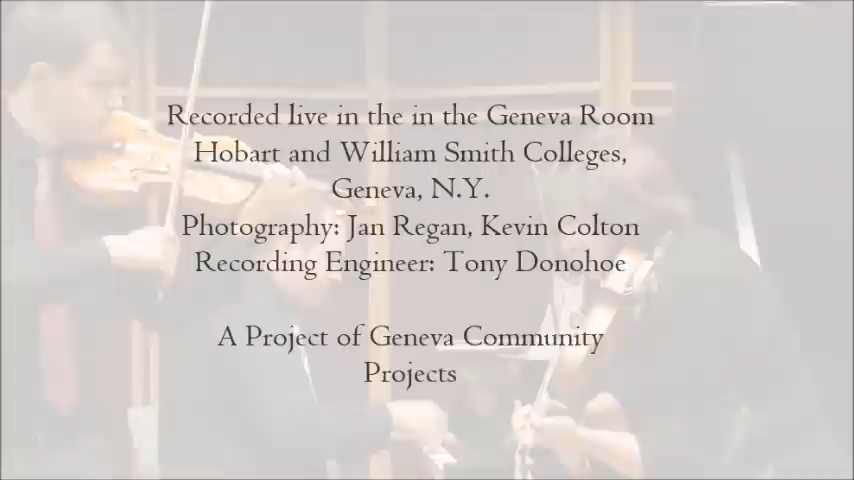 Recorded live in the in the Geneva Room
Hobart and William Smith Colleges,
Geneva, N.Y.
Photography: Jan Regan, Kevin Colton
Recording Engineer: Tony Donohoe
A Project of Geneva Community
Projects